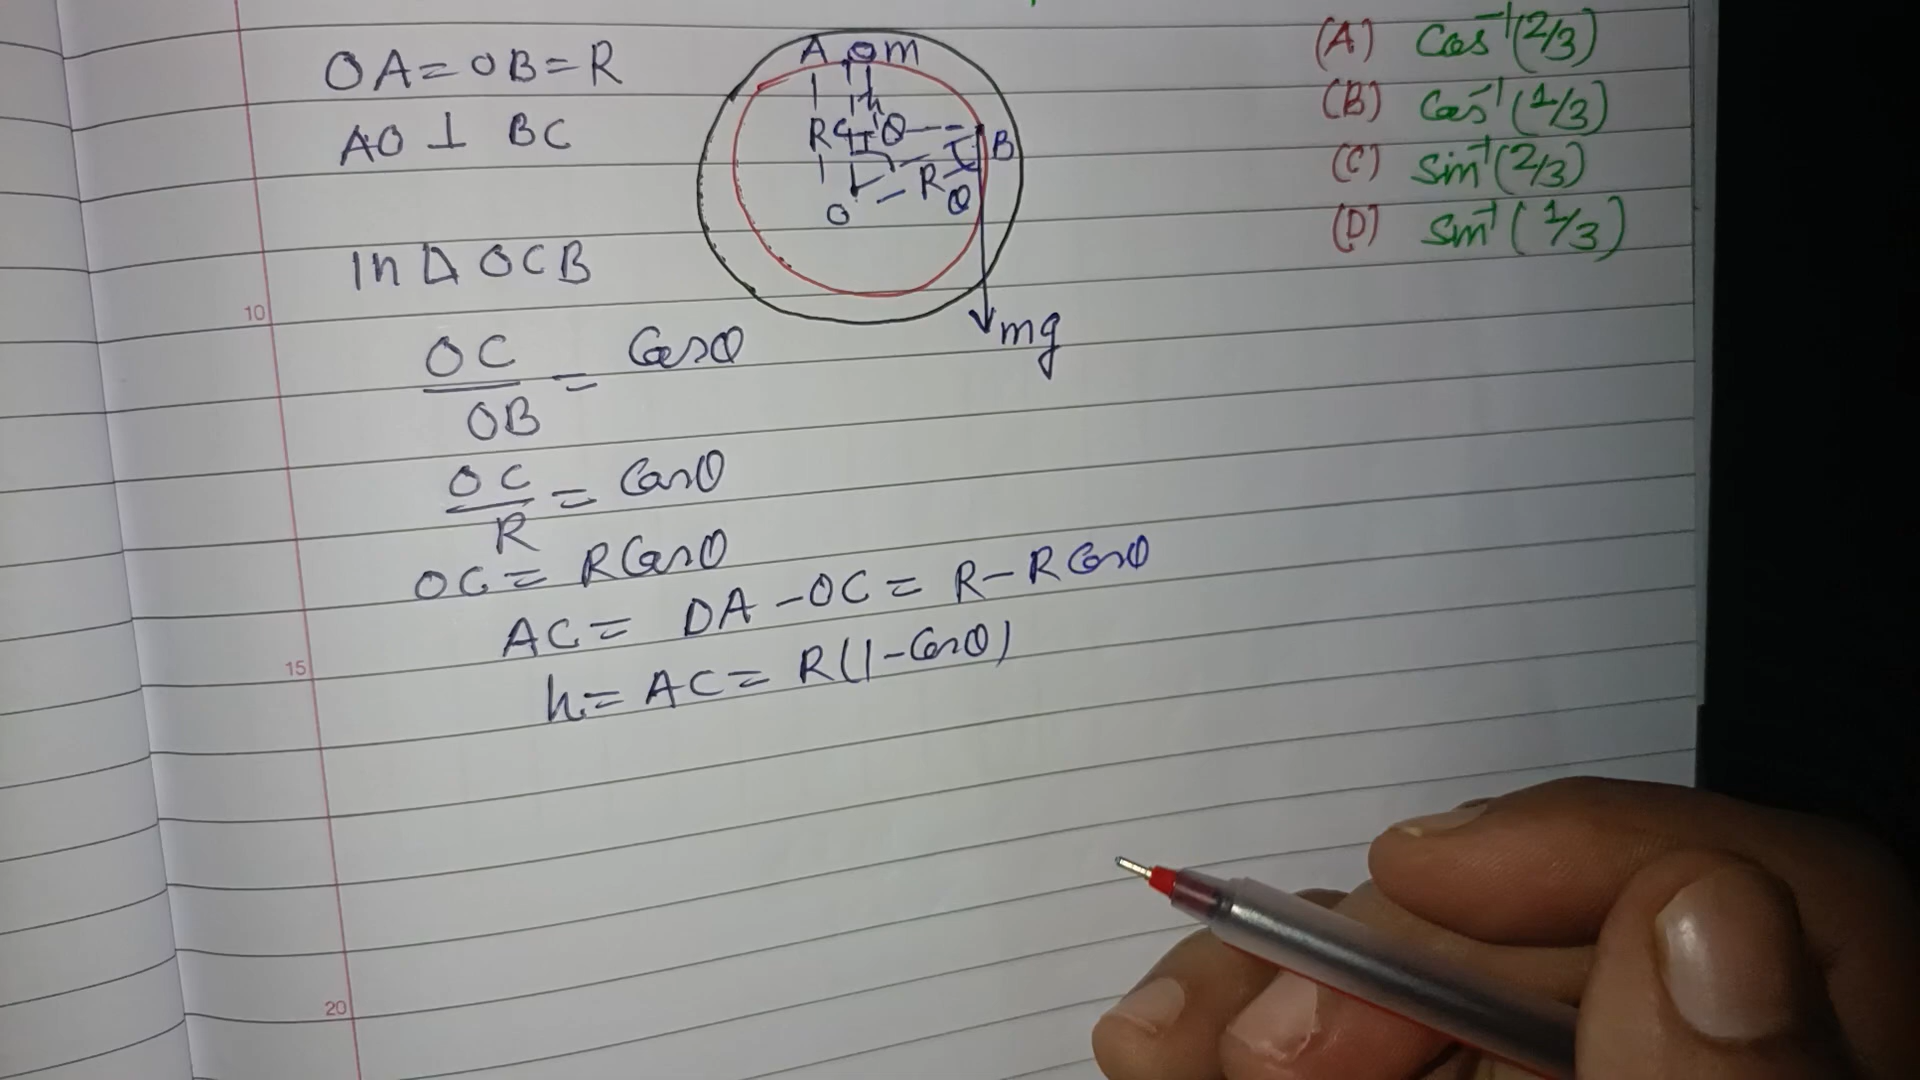 OA = OB = R
AO ⊥ BC
A m
h
R C θ B
R θ
O
mg
(A) Cos⁻¹(2/3)
(B) Cos⁻¹(1/3)
(C) Sin⁻¹(2/3)
(D) Sin⁻¹(1/3)
In Δ OCB
10
OC/OB = Cosθ
OC/R = Cosθ
OC = R Cosθ
AC = OA - OC = R - R Cosθ
15
h = AC = R(1 - Cosθ)
20